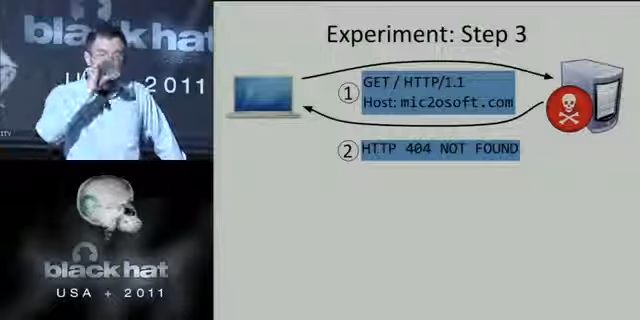 black hat
USA + 2011
Experiment: Step 3
① GET / HTTP/1.1
Host: mic2osoft.com
② HTTP 404 NOT FOUND
black hat
USA + 2011